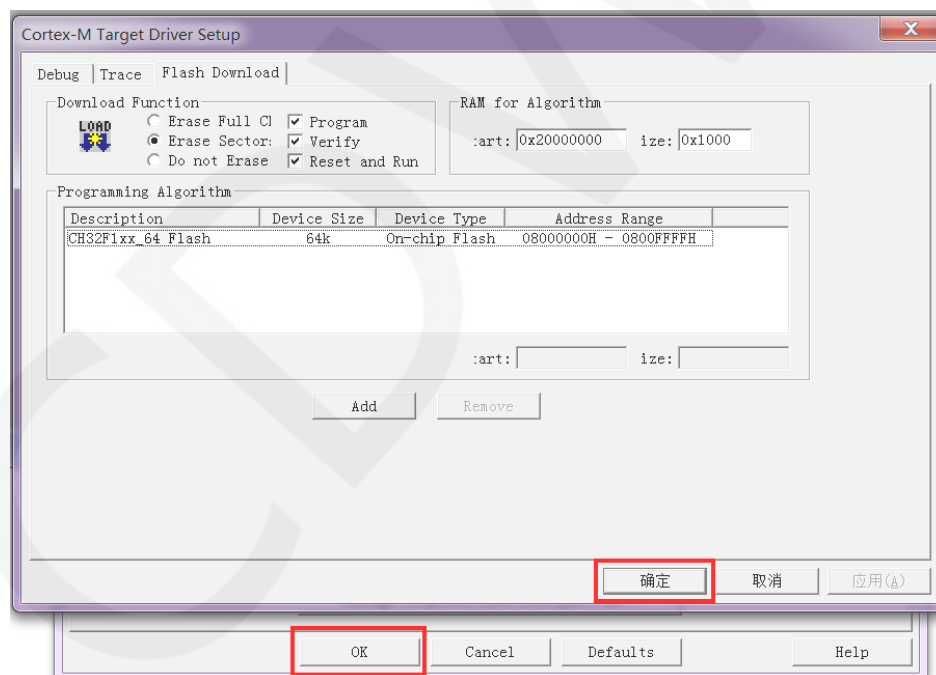 Cortex-M Target Driver Setup
Debug Trace Flash Download
Download Function
LOAD
Erase Full Cl
Program
Erase Sector:
Verify
Do not Erase
Reset and Run
RAM for Algorithm
:art: 0x20000000 ize: 0x1000
Programming Algorithm
Description Device Size Device Type Address Range
CH32F1xx_64 Flash 64k On-chip Flash 08000000H - 0800FFFFH
:art: ize:
Add Remove
确定 取消 应用(A)
OK Cancel Defaults Help